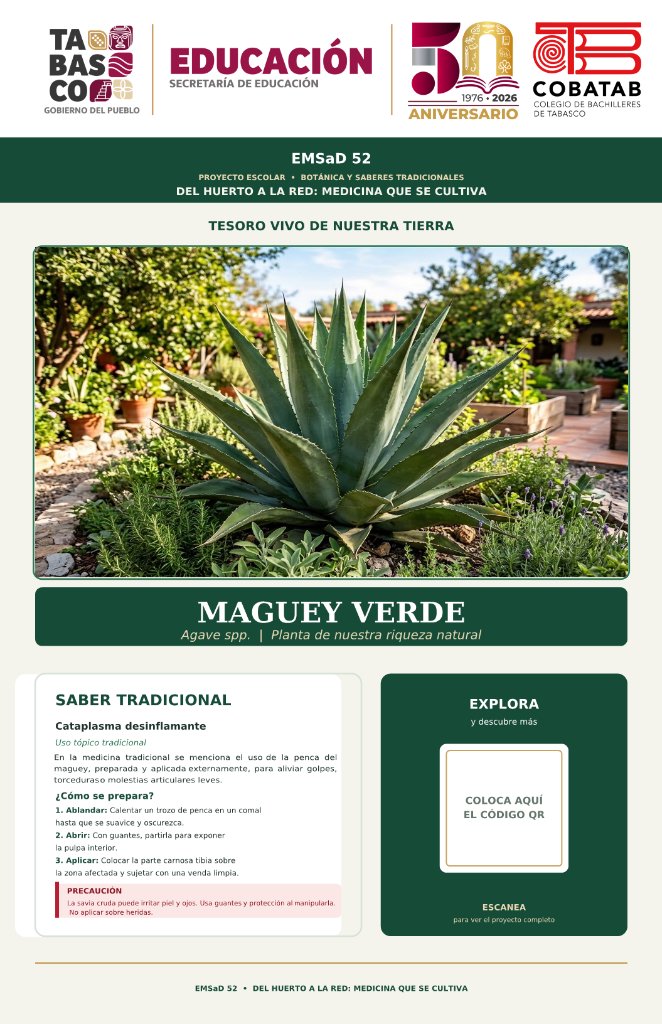 TA
BAS
CO
GOBIERNO DEL PUEBLO
EDUCACIÓN
SECRETARÍA DE EDUCACIÓN
50
1976 • 2026
ANIVERSARIO
COBATAB
COLEGIO DE BACHILLERES
DE TABASCO
EMSaD 52
PROYECTO ESCOLAR • BOTÁNICA Y SABERES TRADICIONALES
DEL HUERTO A LA RED: MEDICINA QUE SE CULTIVA
TESORO VIVO DE NUESTRA TIERRA
MAGUEY VERDE
Agave spp. | Planta de nuestra riqueza natural
SABER TRADICIONAL
Cataplasma desinflamante
Uso tópico tradicional
En la medicina tradicional se menciona el uso de la penca del
maguey, preparada y aplicada externamente, para aliviar golpes,
torceduras o molestias articulares leves.
¿Cómo se prepara?
1. Ablandar: Calentar un trozo de penca en un comal
hasta que se suavice y oscurezca.
2. Abrir: Con guantes, partirla para exponer
la pulpa interior.
3. Aplicar: Colocar la parte carnosa tibia sobre
la zona afectada y sujetar con una venda limpia.
PRECAUCIÓN
La savia cruda puede irritar piel y ojos. Usa guantes y protección al manipularla.
No aplicar sobre heridas.
EXPLORA
y descubre más
COLOCA AQUÍ
EL CÓDIGO QR
ESCANEA
para ver el proyecto completo
EMSaD 52 • DEL HUERTO A LA RED: MEDICINA QUE SE CULTIVA